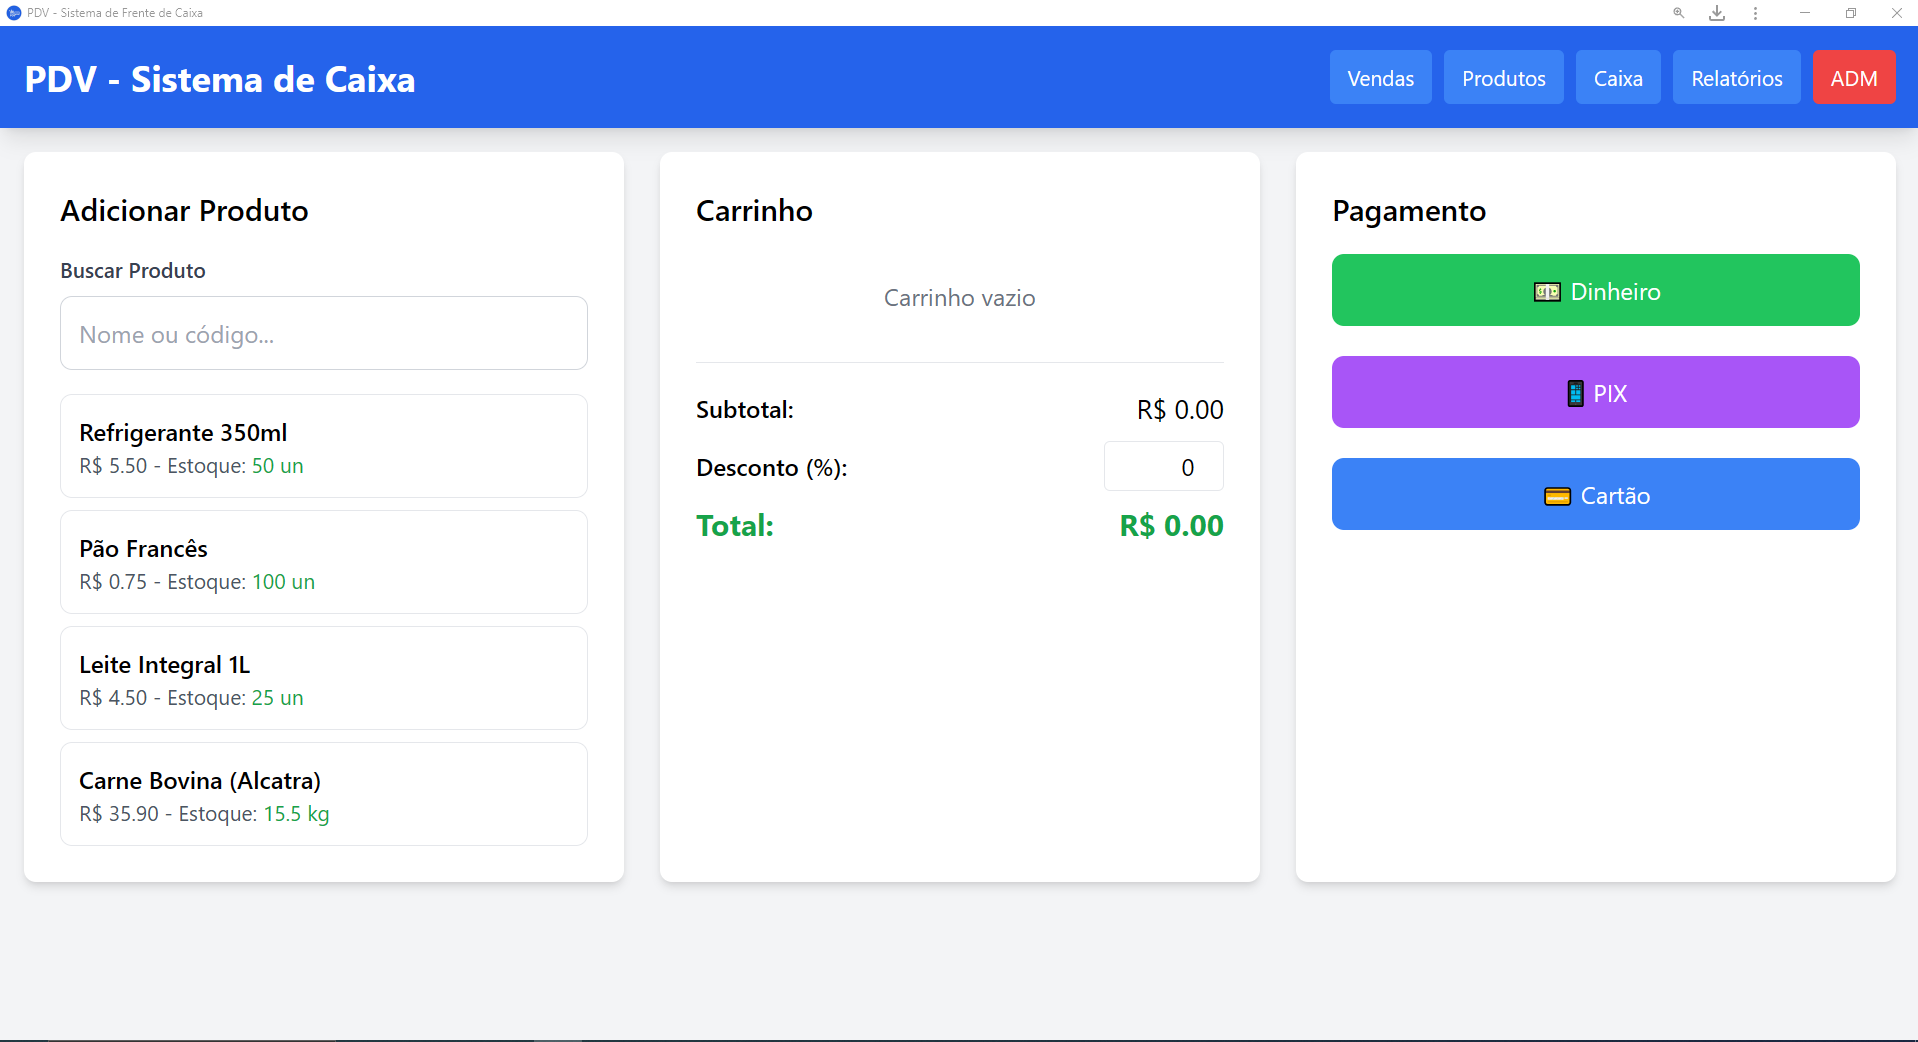 PDV - Sistema de Frente de Caixa
PDV - Sistema de Caixa
Vendas
Produtos
Caixa
Relatórios
ADM
Adicionar Produto
Buscar Produto
Nome ou código...
Refrigerante 350ml
R$ 5.50 - Estoque: 50 un
Pão Francês
R$ 0.75 - Estoque: 100 un
Leite Integral 1L
R$ 4.50 - Estoque: 25 un
Carne Bovina (Alcatra)
R$ 35.90 - Estoque: 15.5 kg
Carrinho
Carrinho vazio
Subtotal: R$ 0.00
Desconto (%): 0
Total: R$ 0.00
Pagamento
Dinheiro
PIX
Cartão